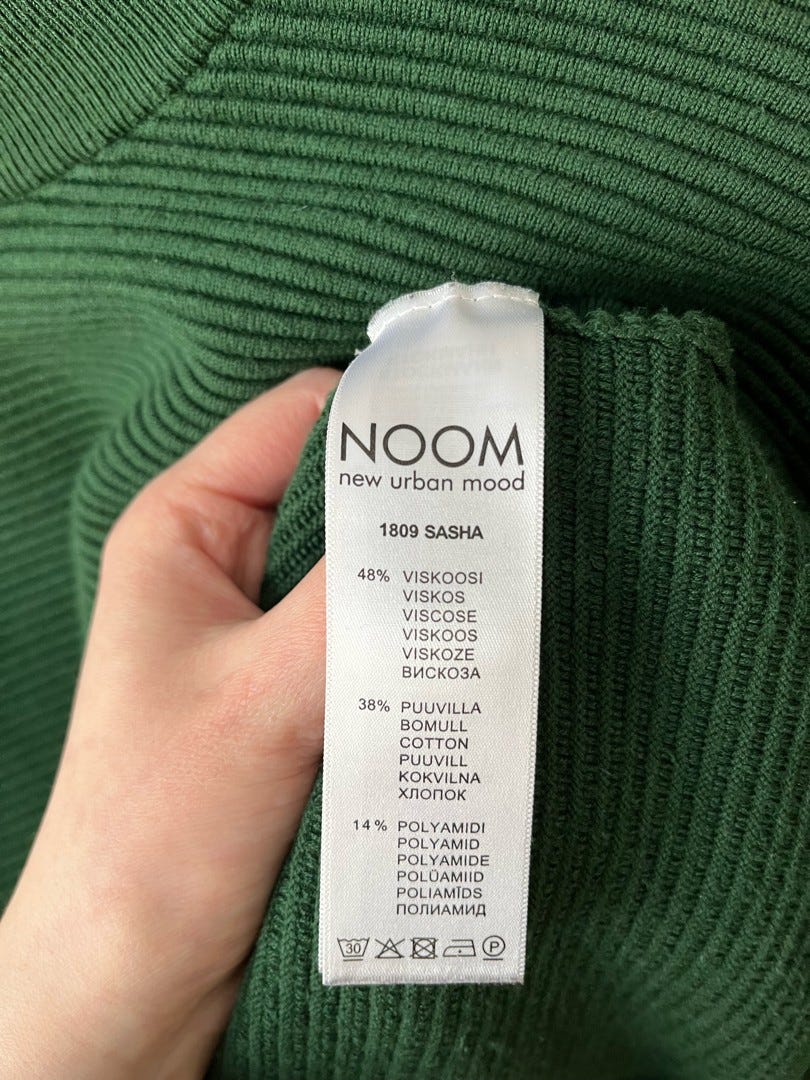 NOOM
new urban mood
1809 SASHA
48% VISKOOSI
VISKOS
VISCOSE
VISKOOS
VISKOZE
ВИСКОЗА
38% PUUVILLA
BOMULL
COTTON
PUUVILL
KOKVILNA
ХЛОПОК
14% POLYAMIDI
POLYAMID
POLYAMIDE
POLÜAMIID
POLIAMĪDS
ПОЛИАМИД
30 P